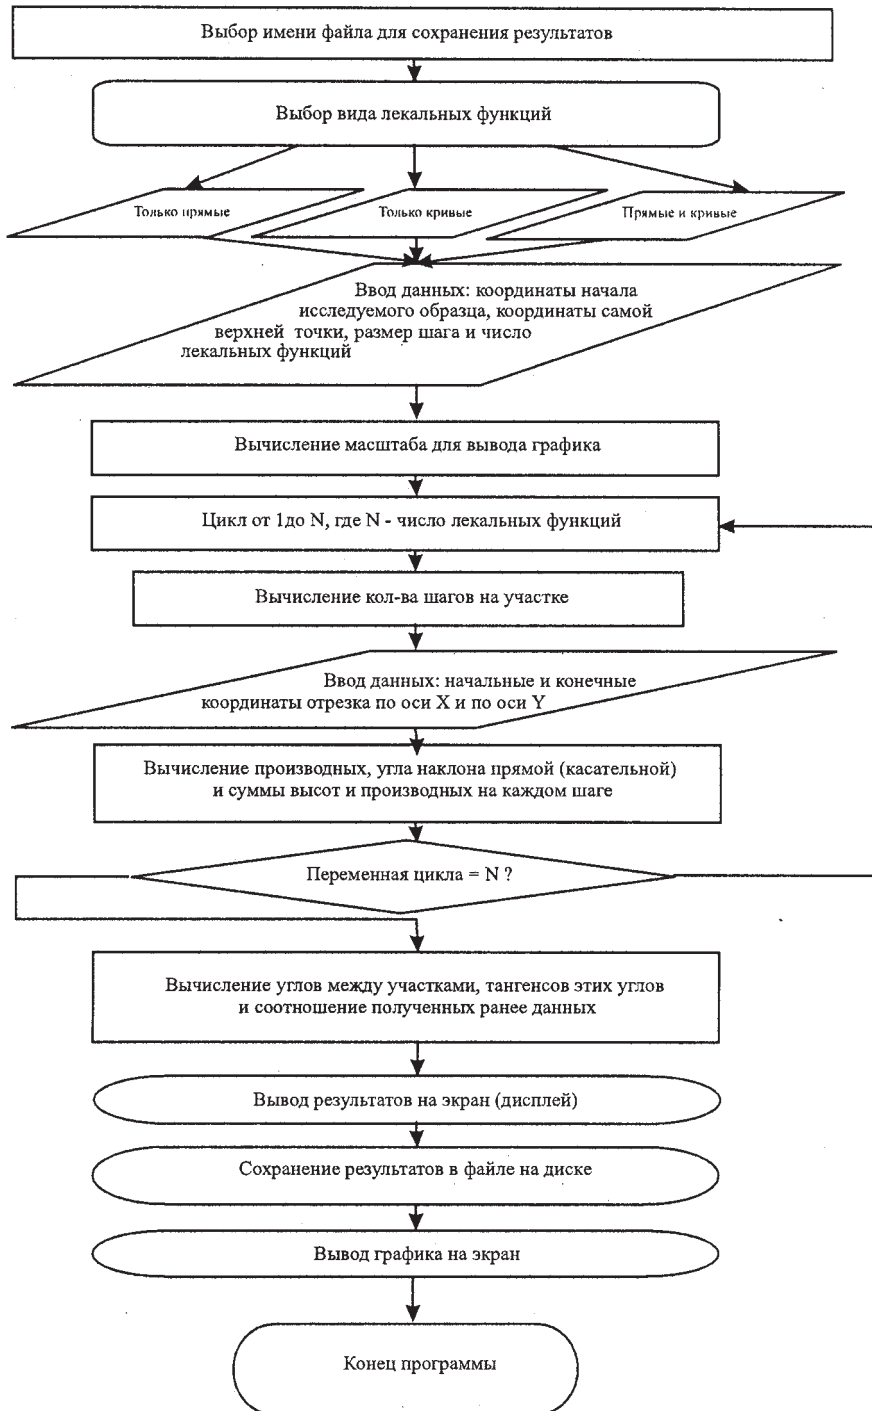 Выбор имени файла для сохранения результатов
Выбор вида лекальных функций
Только прямые
Только кривые
Прямые и кривые
Ввод данных: координаты начала
исследуемого образца, координаты самой
верхней точки, размер шага и число
лекальных функций
Вычисление масштаба для вывода графика
Цикл от 1до N, где N - число лекальных функций
Вычисление кол-ва шагов на участке
Ввод данных: начальные и конечные
координаты отрезка по оси X и по оси Y
Вычисление производных, угла наклона прямой (касательной)
и суммы высот и производных на каждом шаге
Переменная цикла = N ?
Вычисление углов между участками, тангенсов этих углов
и соотношение полученных ранее данных
Вывод результатов на экран (дисплей)
Сохранение результатов в файле на диске
Вывод графика на экран
Конец программы